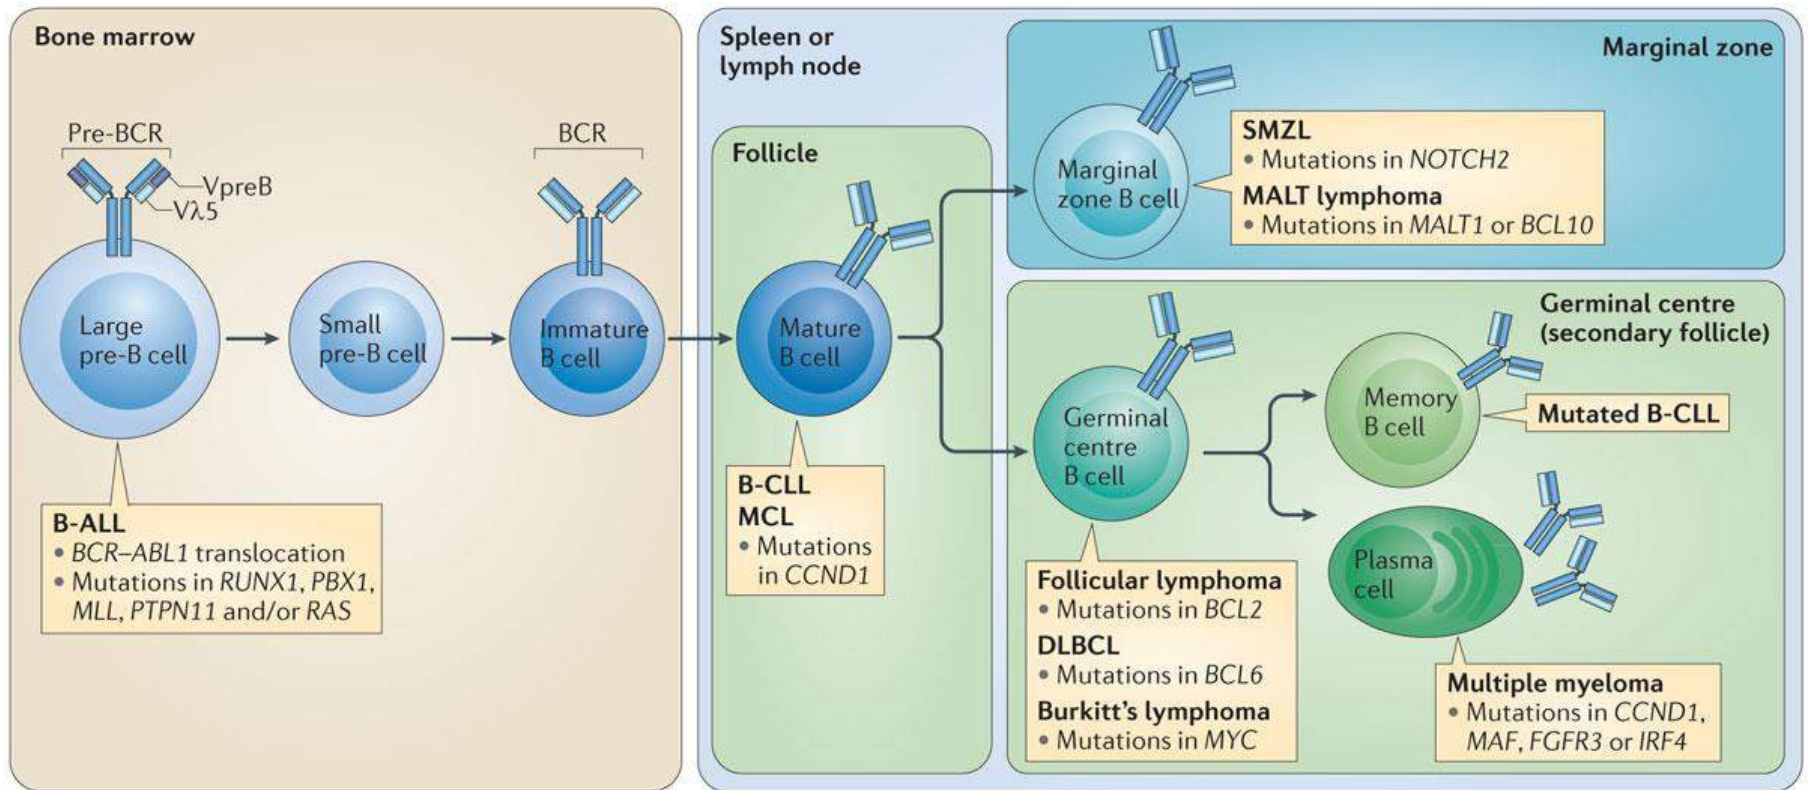 Bone marrow
Pre-BCR
VpreB
Vλ5
BCR
Large
pre-B cell
Small
pre-B cell
Immature
B cell
B-ALL
• BCR–ABL1 translocation
• Mutations in RUNX1, PBX1,
MLL, PTPN11 and/or RAS
Spleen or
lymph node
Follicle
Mature
B cell
B-CLL
MCL
• Mutations
in CCND1
Marginal zone
Marginal
zone B cell
SMZL
• Mutations in NOTCH2
MALT lymphoma
• Mutations in MALT1 or BCL10
Germinal centre
(secondary follicle)
Germinal
centre
B cell
Follicular lymphoma
• Mutations in BCL2
DLBCL
• Mutations in BCL6
Burkitt's lymphoma
• Mutations in MYC
Memory
B cell
Mutated B-CLL
Plasma
cell
Multiple myeloma
• Mutations in CCND1,
MAF, FGFR3 or IRF4